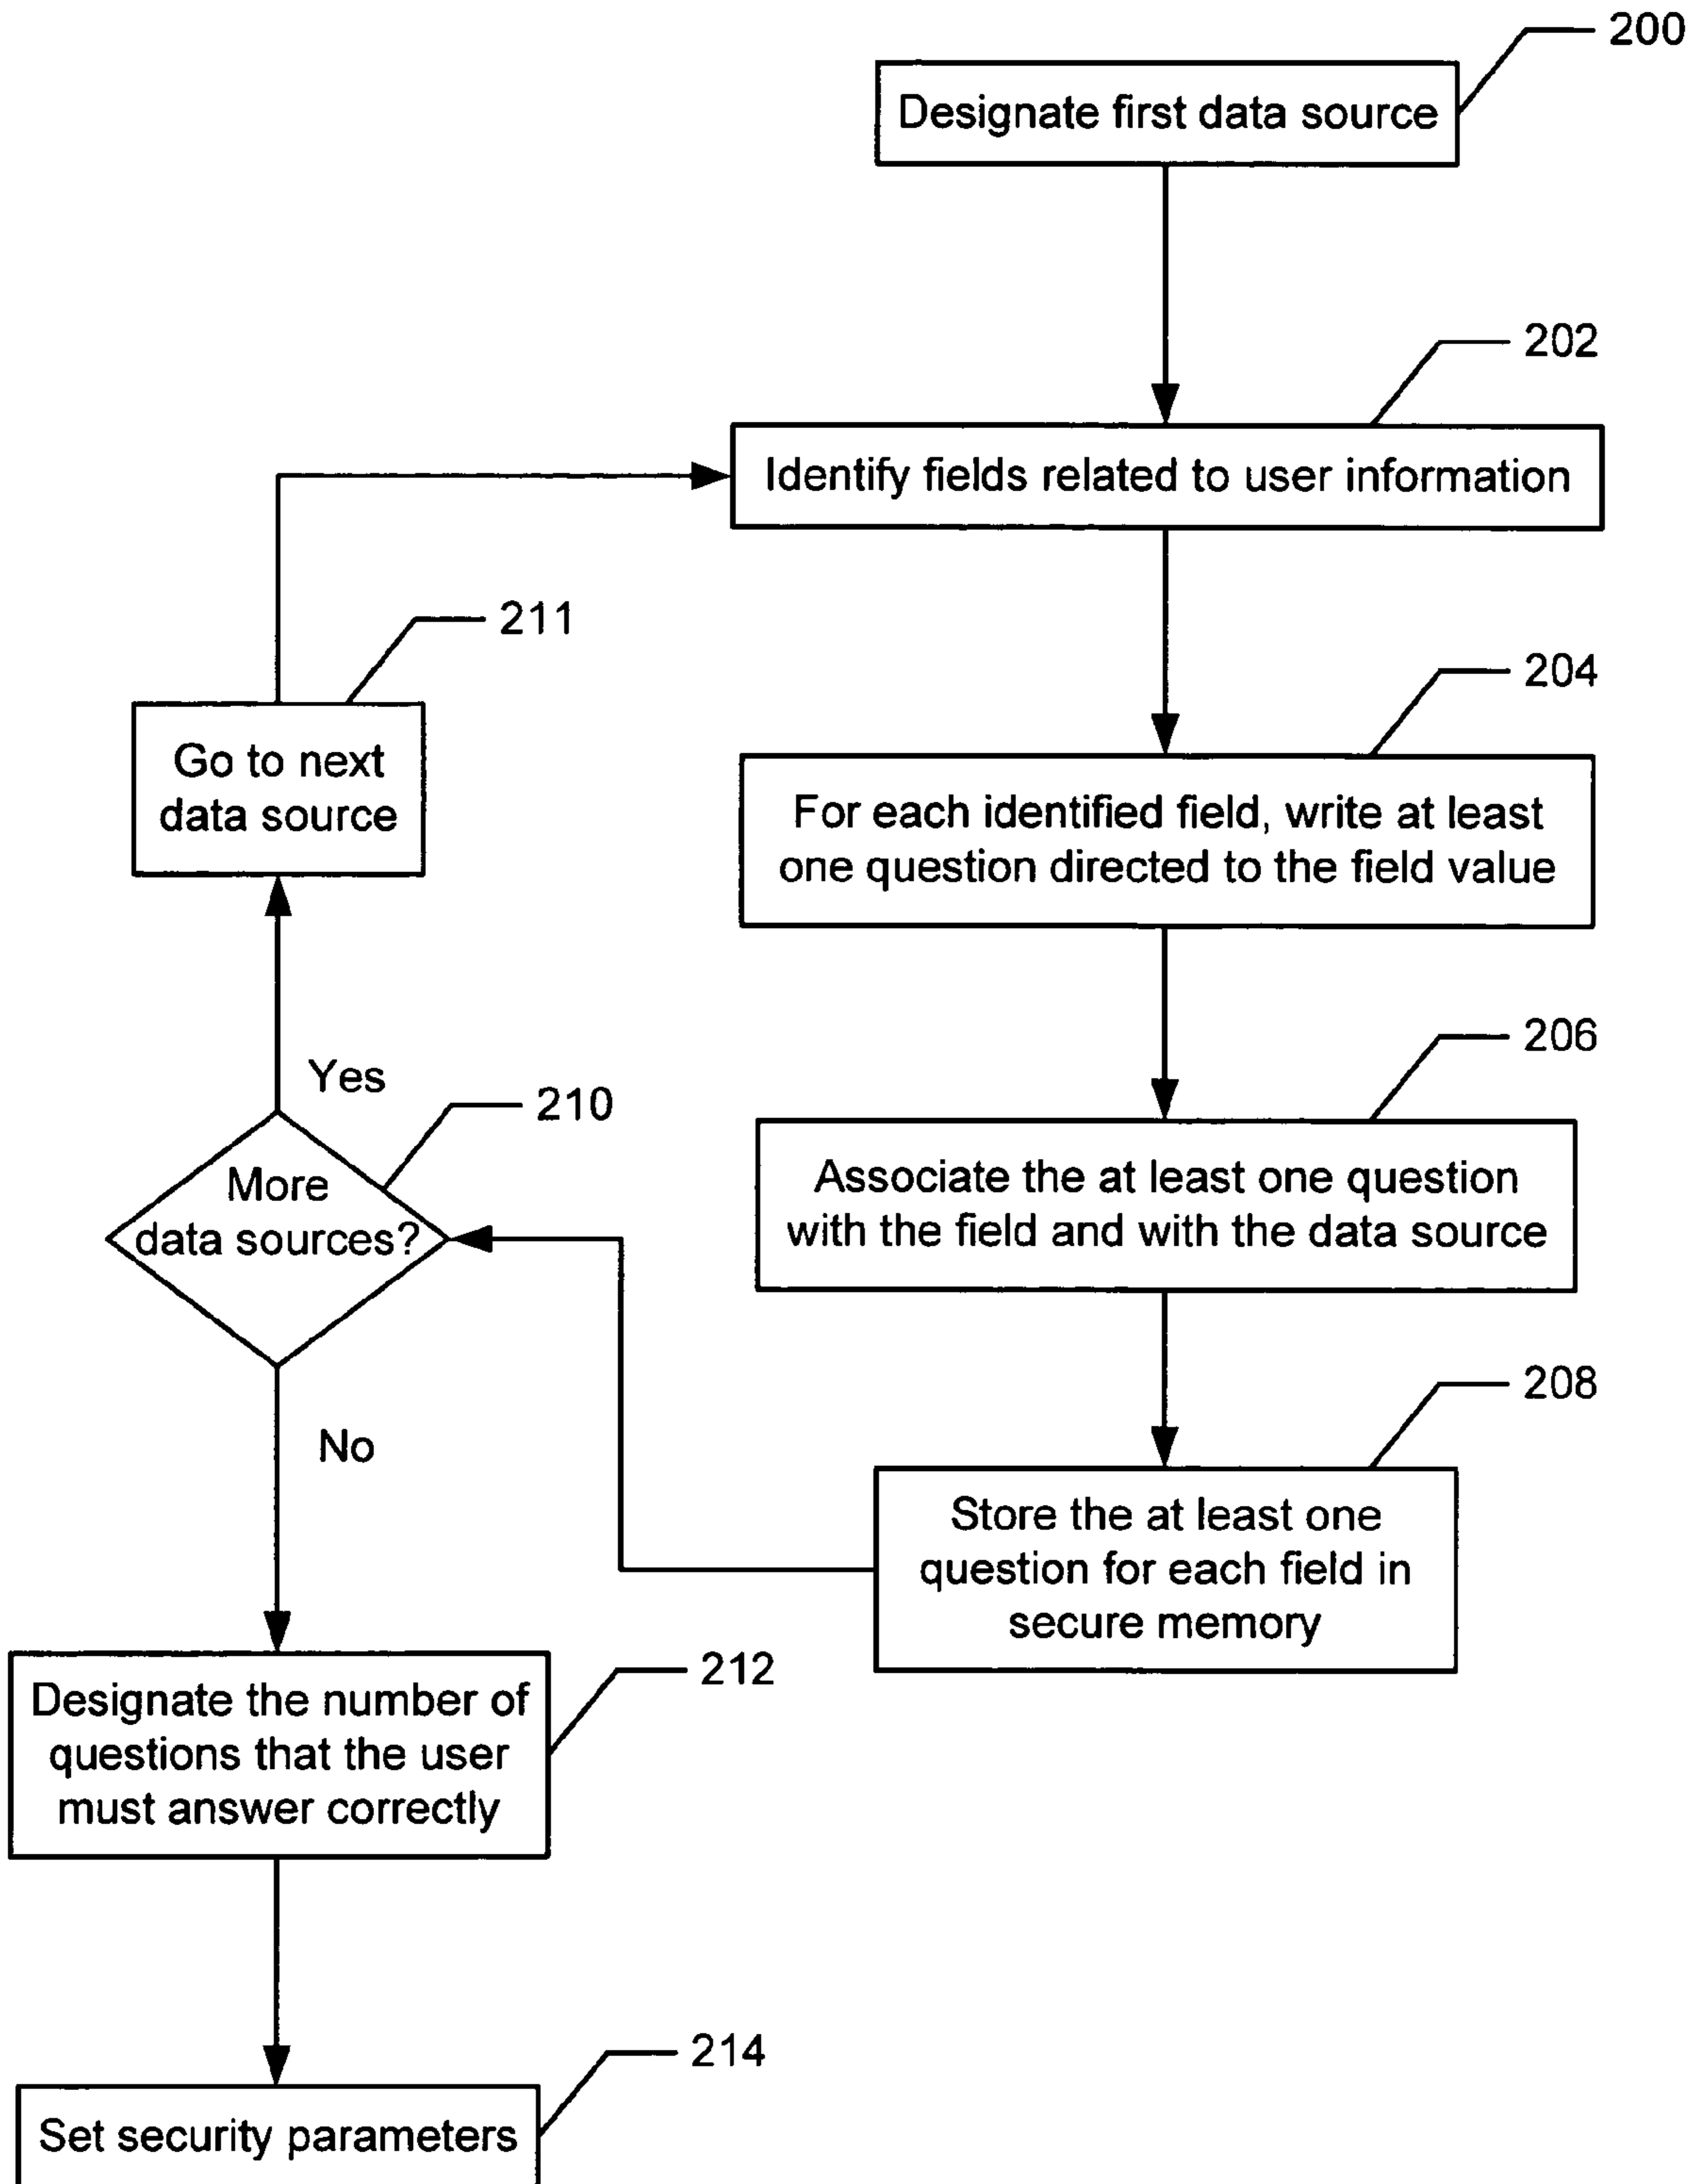 200
Designate first data source
202
Identify fields related to user information
211
Go to next
data source
204
For each identified field, write at least
one question directed to the field value
206
Associate the at least one question
with the field and with the data source
Yes
210
More
data sources?
208
Store the at least one
question for each field in
secure memory
No
212
Designate the number of
questions that the user
must answer correctly
214
Set security parameters